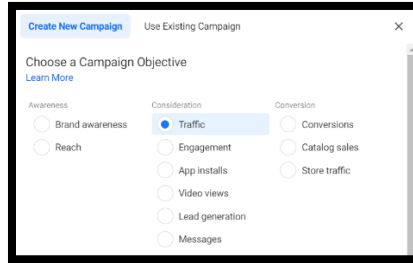 Create New Campaign Use Existing Campaign
Choose a Campaign Objective
Learn More
Awareness Consideration Conversion
Brand awareness Traffic Conversions
Reach Engagement Catalog sales
App installs Store traffic
Video views
Lead generation
Messages